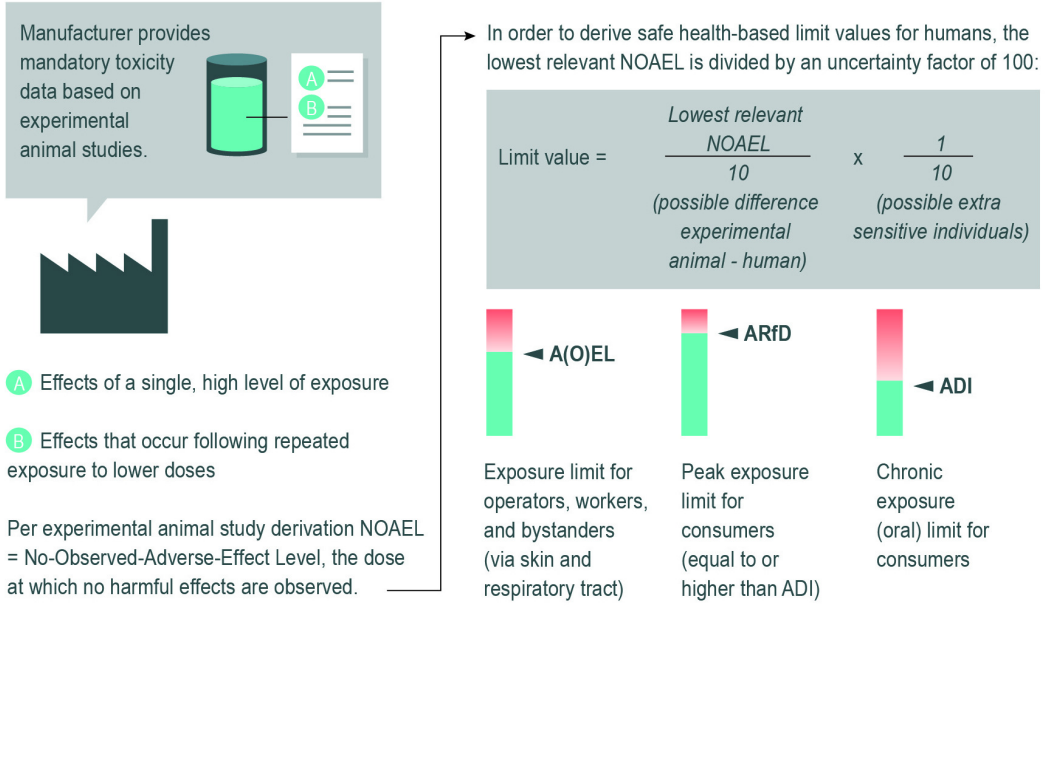 Manufacturer provides
mandatory toxicity
data based on
experimental
animal studies.
A
B
A Effects of a single, high level of exposure
B Effects that occur following repeated
exposure to lower doses
Per experimental animal study derivation NOAEL
= No-Observed-Adverse-Effect Level, the dose
at which no harmful effects are observed.
In order to derive safe health-based limit values for humans, the
lowest relevant NOAEL is divided by an uncertainty factor of 100:
Lowest relevant
Limit value = NOAEL x 1
10 10
(possible difference
experimental
animal - human)
(possible extra
sensitive individuals)
A(O)EL
Exposure limit for
operators, workers,
and bystanders
(via skin and
respiratory tract)
ARfD
Peak exposure
limit for
consumers
(equal to or
higher than ADI)
ADI
Chronic
exposure
(oral) limit for
consumers